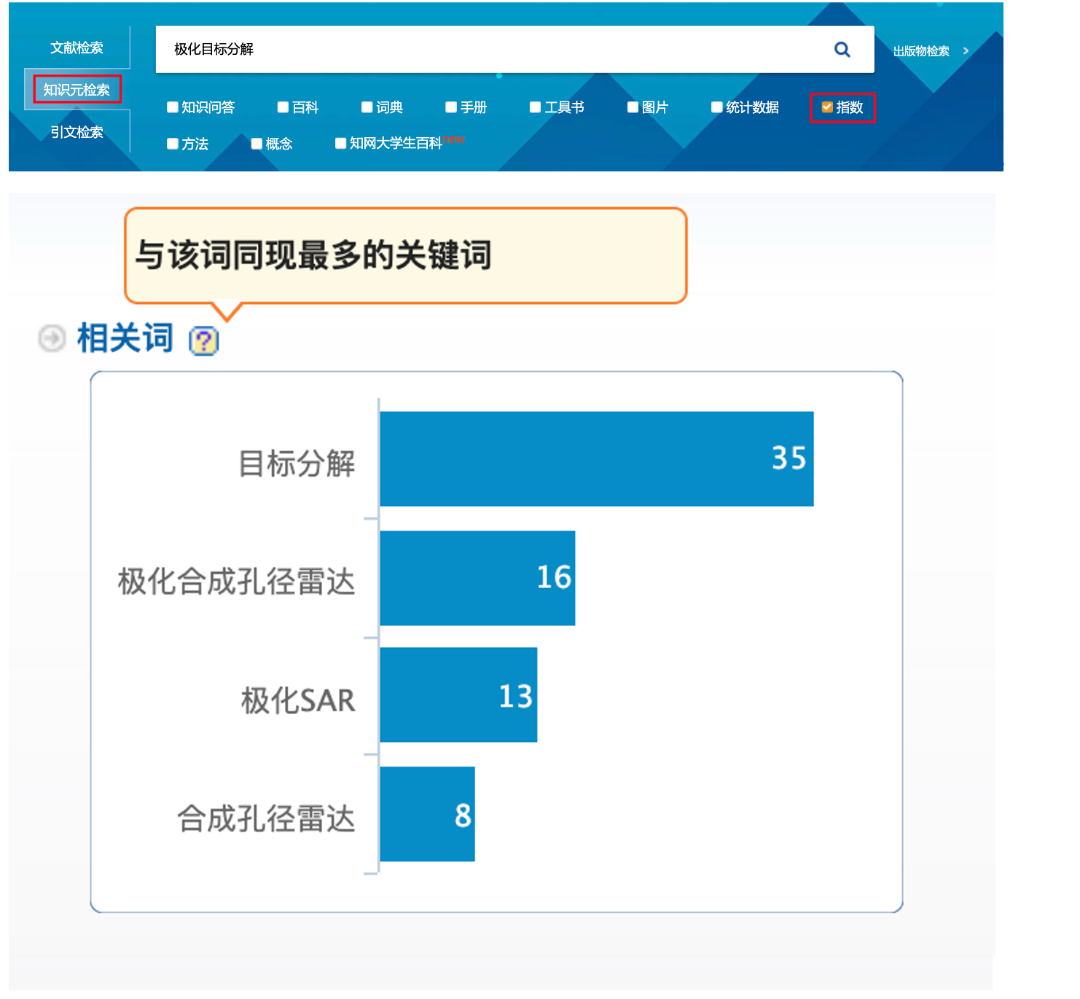 文献检索
极化目标分解
出版物检索 >
知识元检索
知识问答 百科 词典 手册 工具书 图片 统计数据 指数
引文检索
方法 概念 知网大学生百科 new
与该词同现最多的关键词
相关词 ?
目标分解 35
极化合成孔径雷达 16
极化SAR 13
合成孔径雷达 8